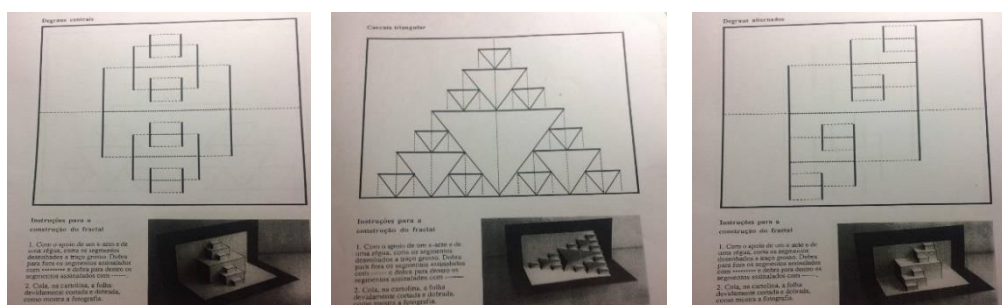 Degraus centrais
Instruções para a
construção do fractal
1. Com o apoio de um x-acto e de
uma régua, corta os segmentos
desenhados a traço grosso. Dobra
para fora os segmentos assinalados
com -------- e dobra para dentro os
segmentos assinalados com
2. Cola, na cartolina, a folha
devidamente cortada e dobrada,
como mostra a fotografia.
Cascata triangular
Instruções para a
construção do fractal
1. Com o apoio de um x-acto e de
uma régua, corta os segmentos
desenhados a traço grosso. Dobra
para fora os segmentos assinalados
com e dobra para dentro os
segmentos assinalados com
2. Cola, na cartolina, a folha
devidamente cortada e dobrada,
como mostra a fotografia.
Degraus alternados
Instruções para a
construção do fractal
1. Com o apoio de um x-acto e de
uma régua, corta os segmentos
desenhados a traço grosso. Dobra
para fora os segmentos assinalados
com -------- e dobra para dentro os
segmentos assinalados com
2. Cola, na cartolina, a folha
devidamente cortada e dobrada,
como mostra a fotografia.